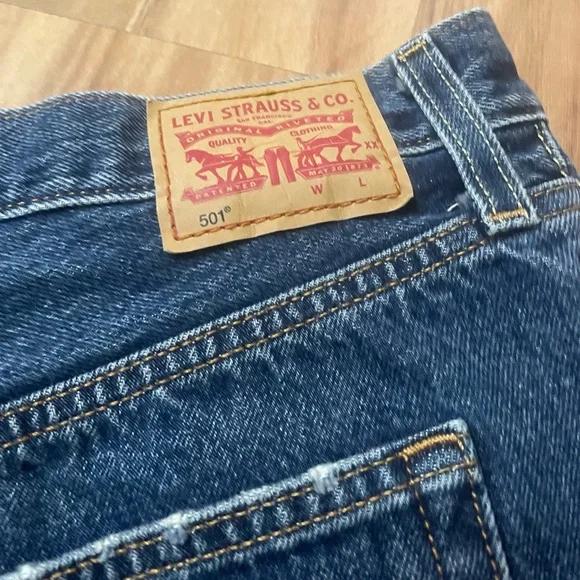 LEVI STRAUSS & CO.
SAN FRANCISCO
CAL.
ORIGINAL RIVETED
QUALITY CLOTHING
XX
PATENTED MAY 20 1873
W L
501®